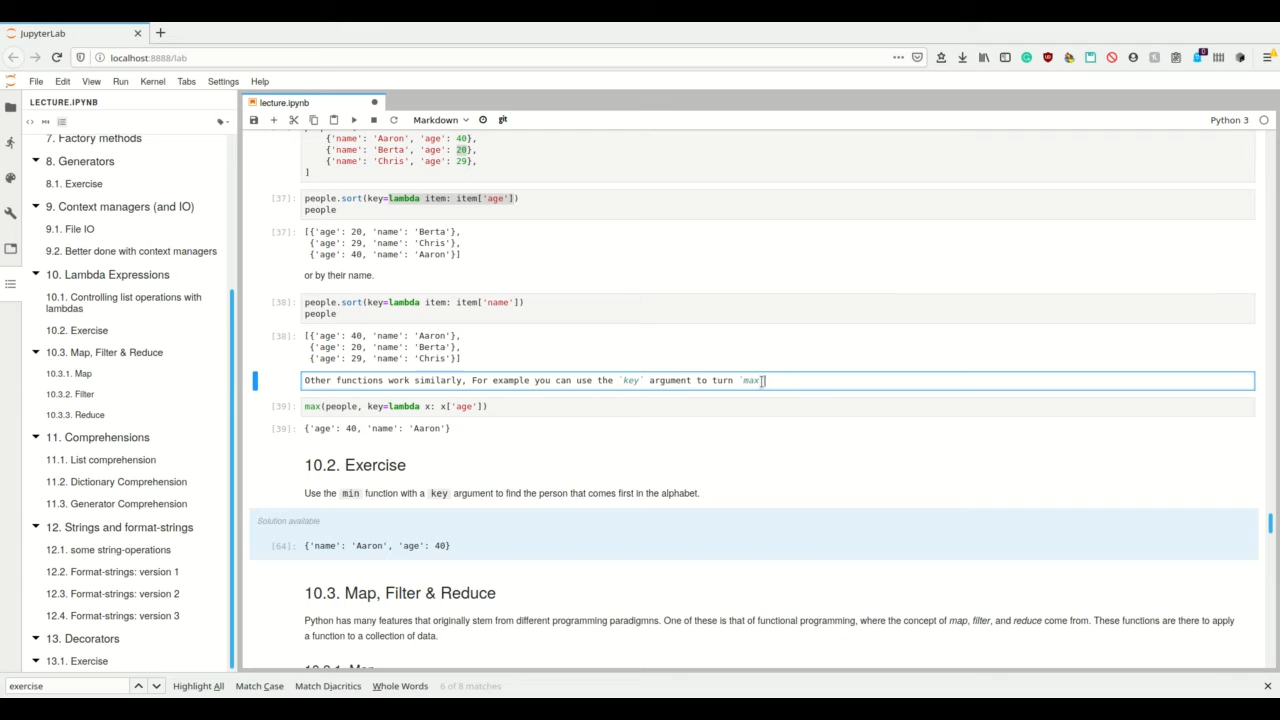 JupyterLab
localhost:8888/lab
0
File Edit View Run Kernel Tabs Settings Help
LECTURE.IPYNB
7. Factory methods
8. Generators
8.1. Exercise
9. Context managers (and IO)
9.1. File IO
9.2. Better done with context managers
10. Lambda Expressions
10.1. Controlling list operations with
lambdas
10.2. Exercise
10.3. Map, Filter & Reduce
10.3.1. Map
10.3.2. Filter
10.3.3. Reduce
11. Comprehensions
11.1. List comprehension
11.2. Dictionary Comprehension
11.3. Generator Comprehension
12. Strings and format-strings
12.1. some string-operations
12.2. Format-strings: version 1
12.3. Format-strings: version 2
12.4. Format-strings: version 3
13. Decorators
13.1. Exercise
lecture.ipynb
Markdown git Python 3
{'name': 'Aaron', 'age': 40},
{'name': 'Berta', 'age': 20},
{'name': 'Chris', 'age': 29},
]
[37]: people.sort(key=lambda item: item['age'])
people
[37]: [{'age': 20, 'name': 'Berta'},
{'age': 29, 'name': 'Chris'},
{'age': 40, 'name': 'Aaron'}]
or by their name.
[38]: people.sort(key=lambda item: item['name'])
people
[38]: [{'age': 40, 'name': 'Aaron'},
{'age': 20, 'name': 'Berta'},
{'age': 29, 'name': 'Chris'}]
Other functions work similarly, For example you can use the `key` argument to turn `max
[39]: max(people, key=lambda x: x['age'])
[39]: {'age': 40, 'name': 'Aaron'}
10.2. Exercise
Use the min function with a key argument to find the person that comes first in the alphabet.
Solution available
[64]: {'name': 'Aaron', 'age': 40}
10.3. Map, Filter & Reduce
Python has many features that originally stem from different programming paradigmns. One of these is that of functional programming, where the concept of map, filter, and reduce come from. These functions are there to apply
a function to a collection of data.
exercise Highlight All Match Case Match Diacritics Whole Words 6 of 8 matches